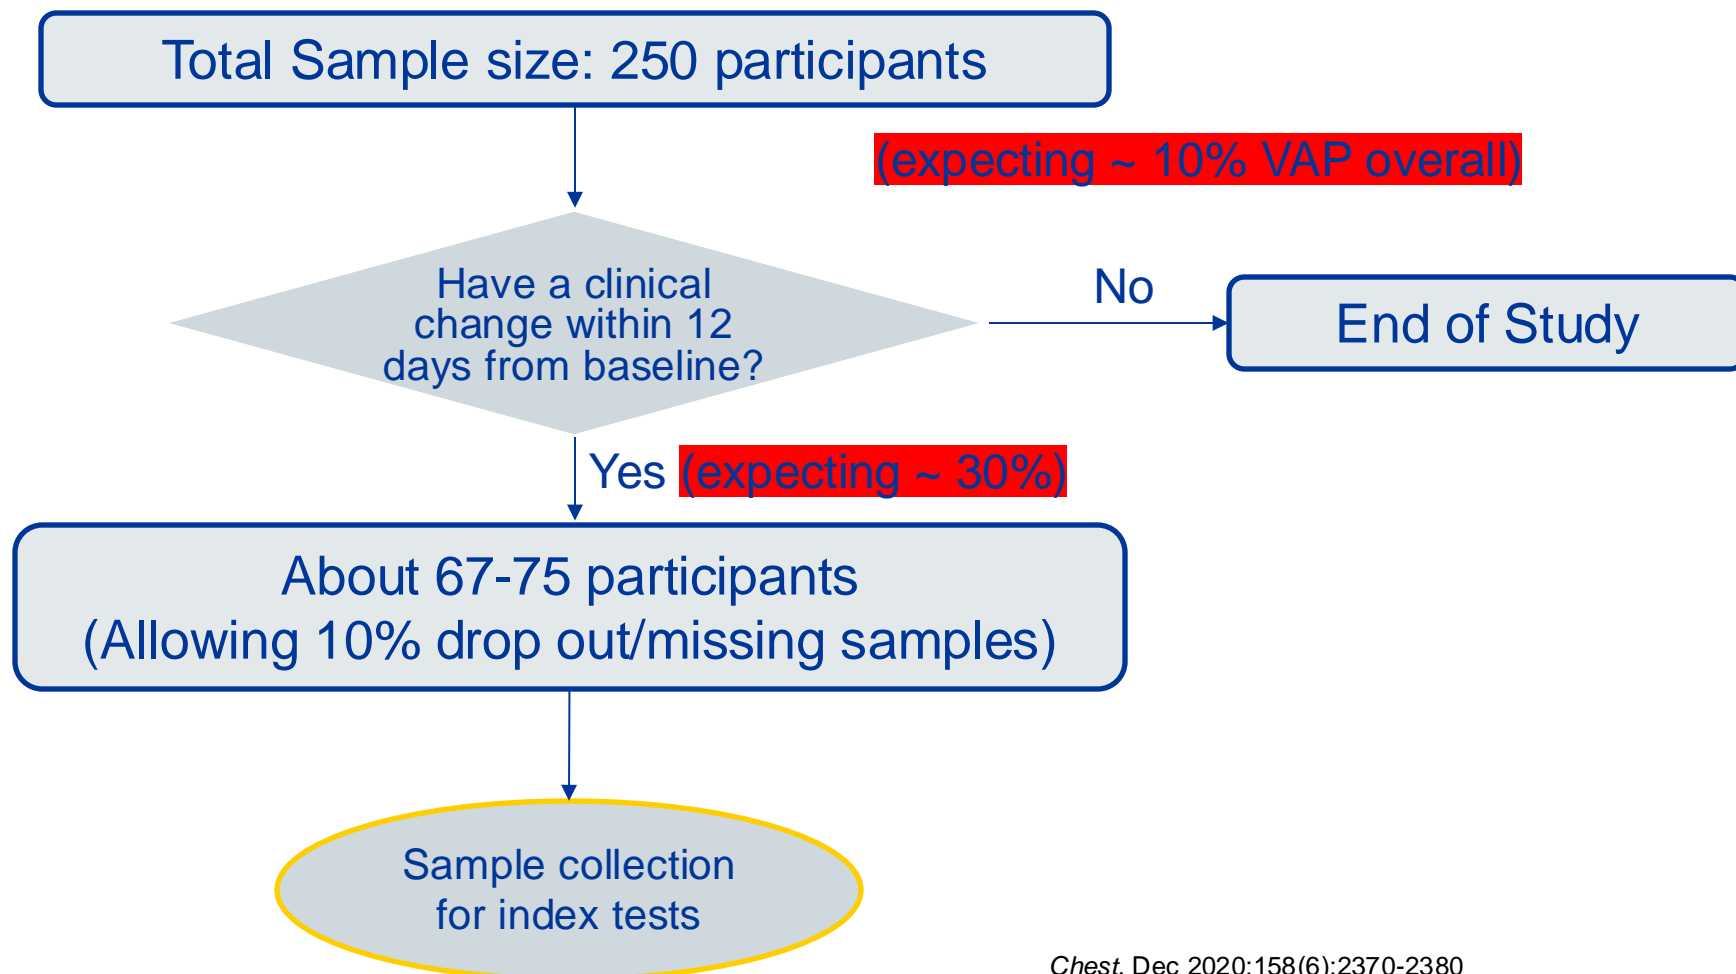 Total Sample size: 250 participants
(expecting ~ 10% VAP overall)
Have a clinical
change within 12
days from baseline?
No
End of Study
Yes (expecting ~ 30%)
About 67-75 participants
(Allowing 10% drop out/missing samples)
Sample collection
for index tests
Chest. Dec 2020;158(6):2370-2380